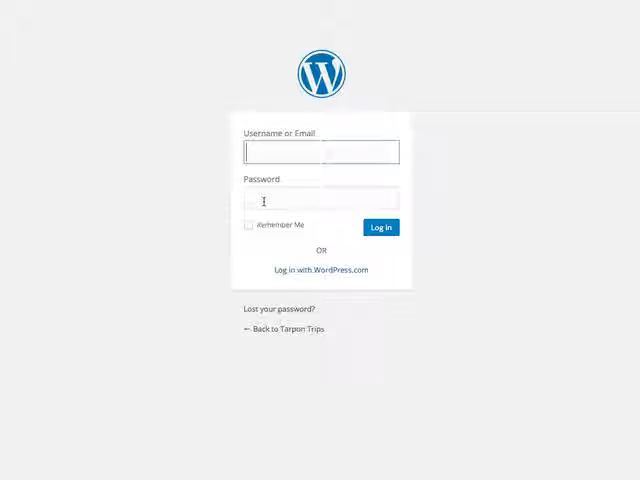 Username or Email
Password
Remember Me
Log In
OR
Log in with WordPress.com
Lost your password?
← Back to Tarpon Trips